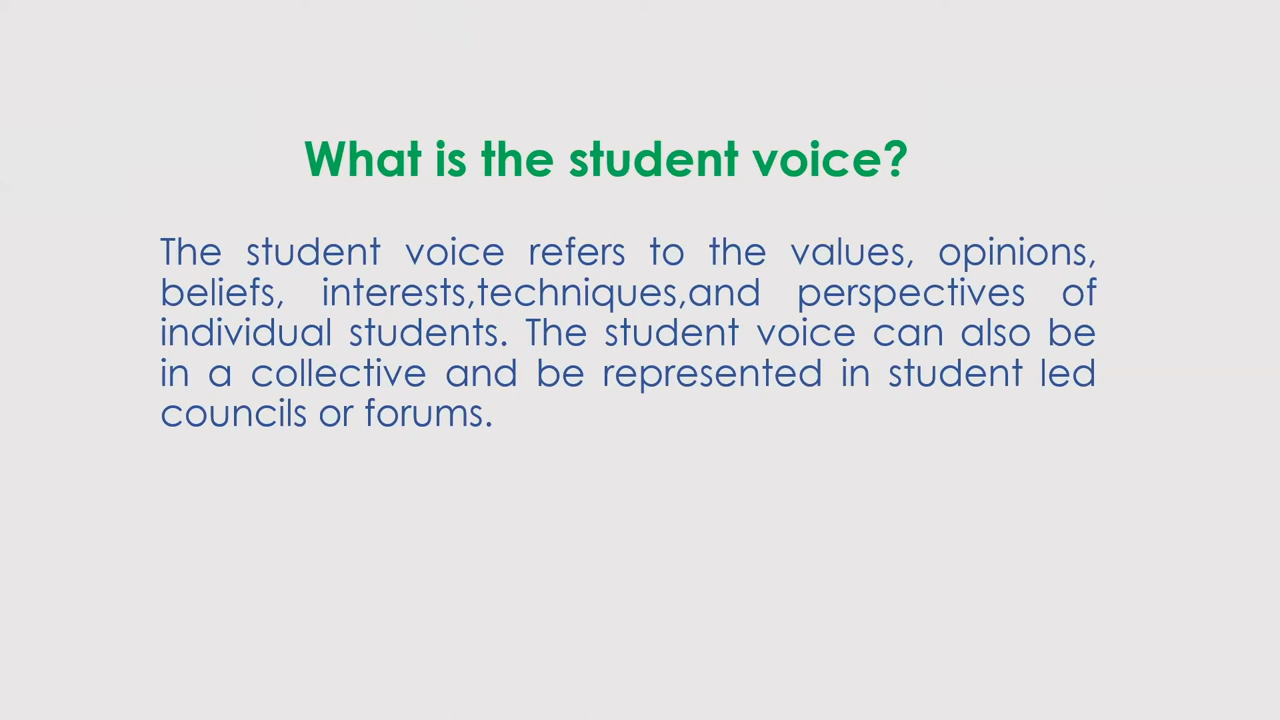 What is the student voice?
The student voice refers to the values, opinions,
beliefs, interests,techniques,and perspectives of
individual students. The student voice can also be
in a collective and be represented in student led
councils or forums.